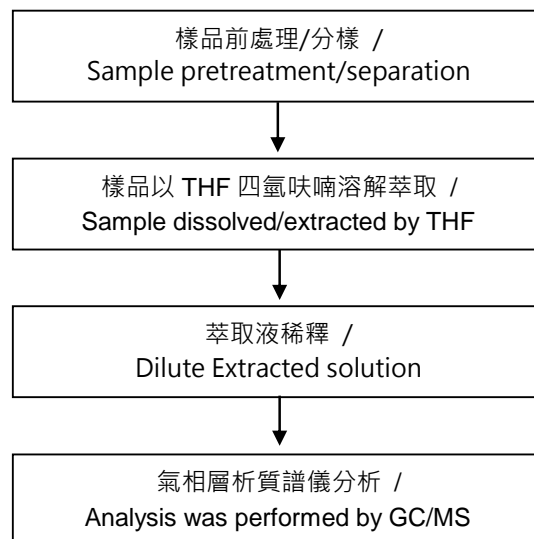 樣品前處理/分樣 /
Sample pretreatment/separation
樣品以 THF 四氫呋喃溶解萃取 /
Sample dissolved/extracted by THF
萃取液稀釋 /
Dilute Extracted solution
氣相層析質譜儀分析 /
Analysis was performed by GC/MS